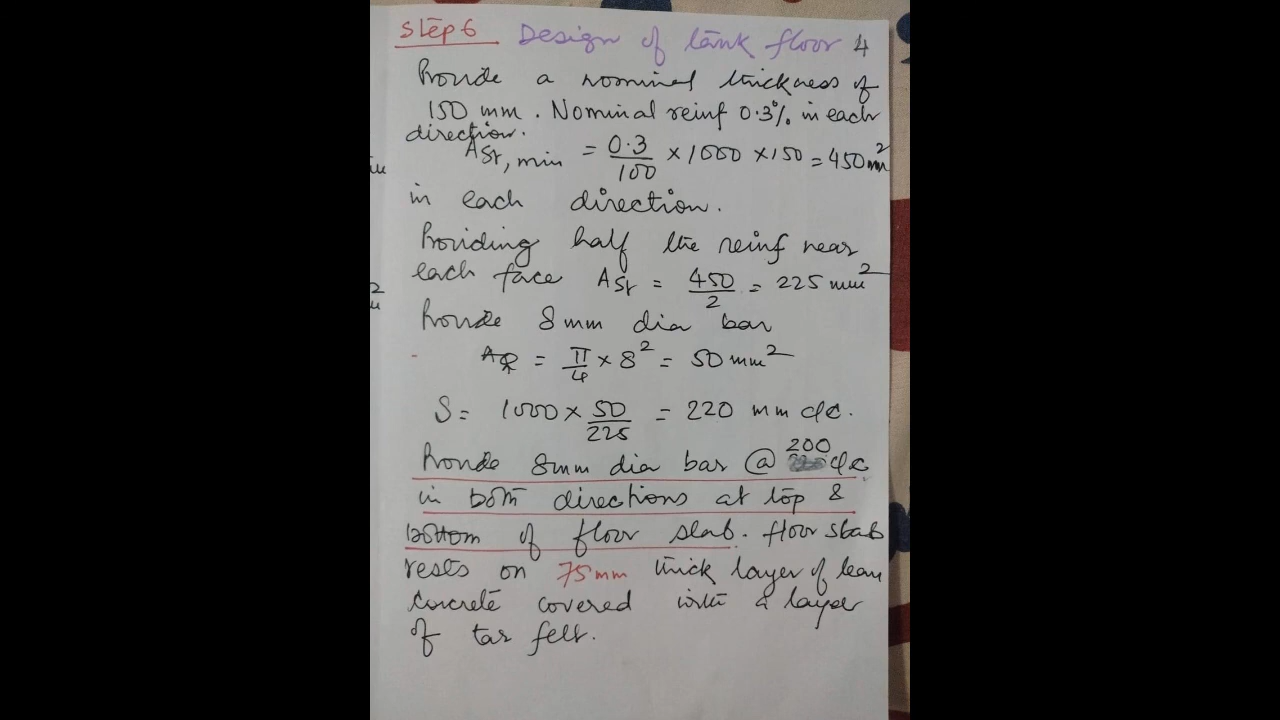 Step 6 Design of tank floor 4
Provide a nominal thickness of
150 mm. Nominal reinf 0.3% in each
direction.
Ast, min = 0.3/100 × 1000 × 150 = 450 mm²
in each direction.
Providing half the reinf near
each face Ast = 450/2 = 225 mm²
Provide 8mm dia bar
= π/4 × 8² = 50 mm²
S = 1000 × 50/225 = 220 mm c/c.
Provide 8mm dia bar @ 200 c/c
in both directions at top &
bottom of floor slab. floor slab
rests on 75mm thick layer of lean
concrete covered with a layer
of tar felt.